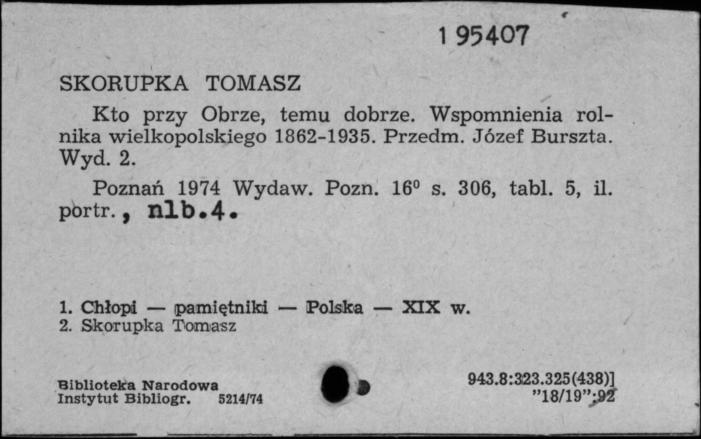 1 95407
SKORUPKA TOMASZ
Kto przy Obrze, temu dobrze. Wspomnienia rol-
nika wielkopolskiego 1862-1935. Przedm. Józef Burszta.
Wyd. 2.
Poznań 1974 Wydaw. Pozn. 16⁰ s. 306, tabl. 5, il.
portr., nlb.4.
1. Chłopi — pamiętniki — Polska — XIX w.
2. Skorupka Tomasz
943.8:323.325(438)]
"18/19":92
Biblioteka Narodowa
Instytut Bibliogr. 5214/74